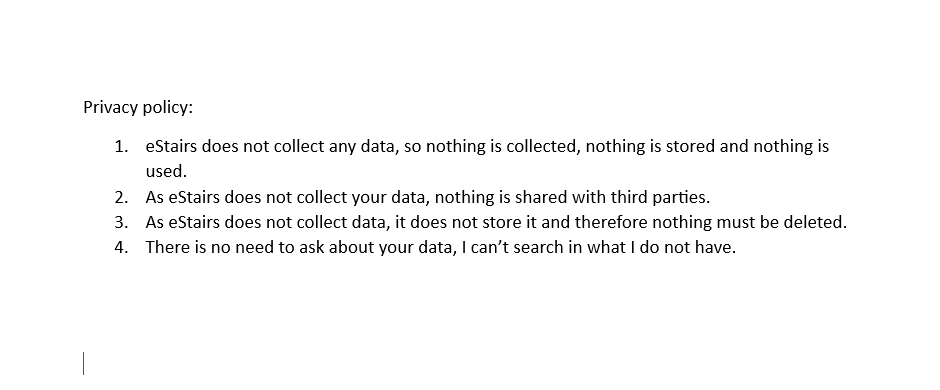 Privacy policy:
1. eStairs does not collect any data, so nothing is collected, nothing is stored and nothing is
used.
2. As eStairs does not collect your data, nothing is shared with third parties.
3. As eStairs does not collect data, it does not store it and therefore nothing must be deleted.
4. There is no need to ask about your data, I can’t search in what I do not have.